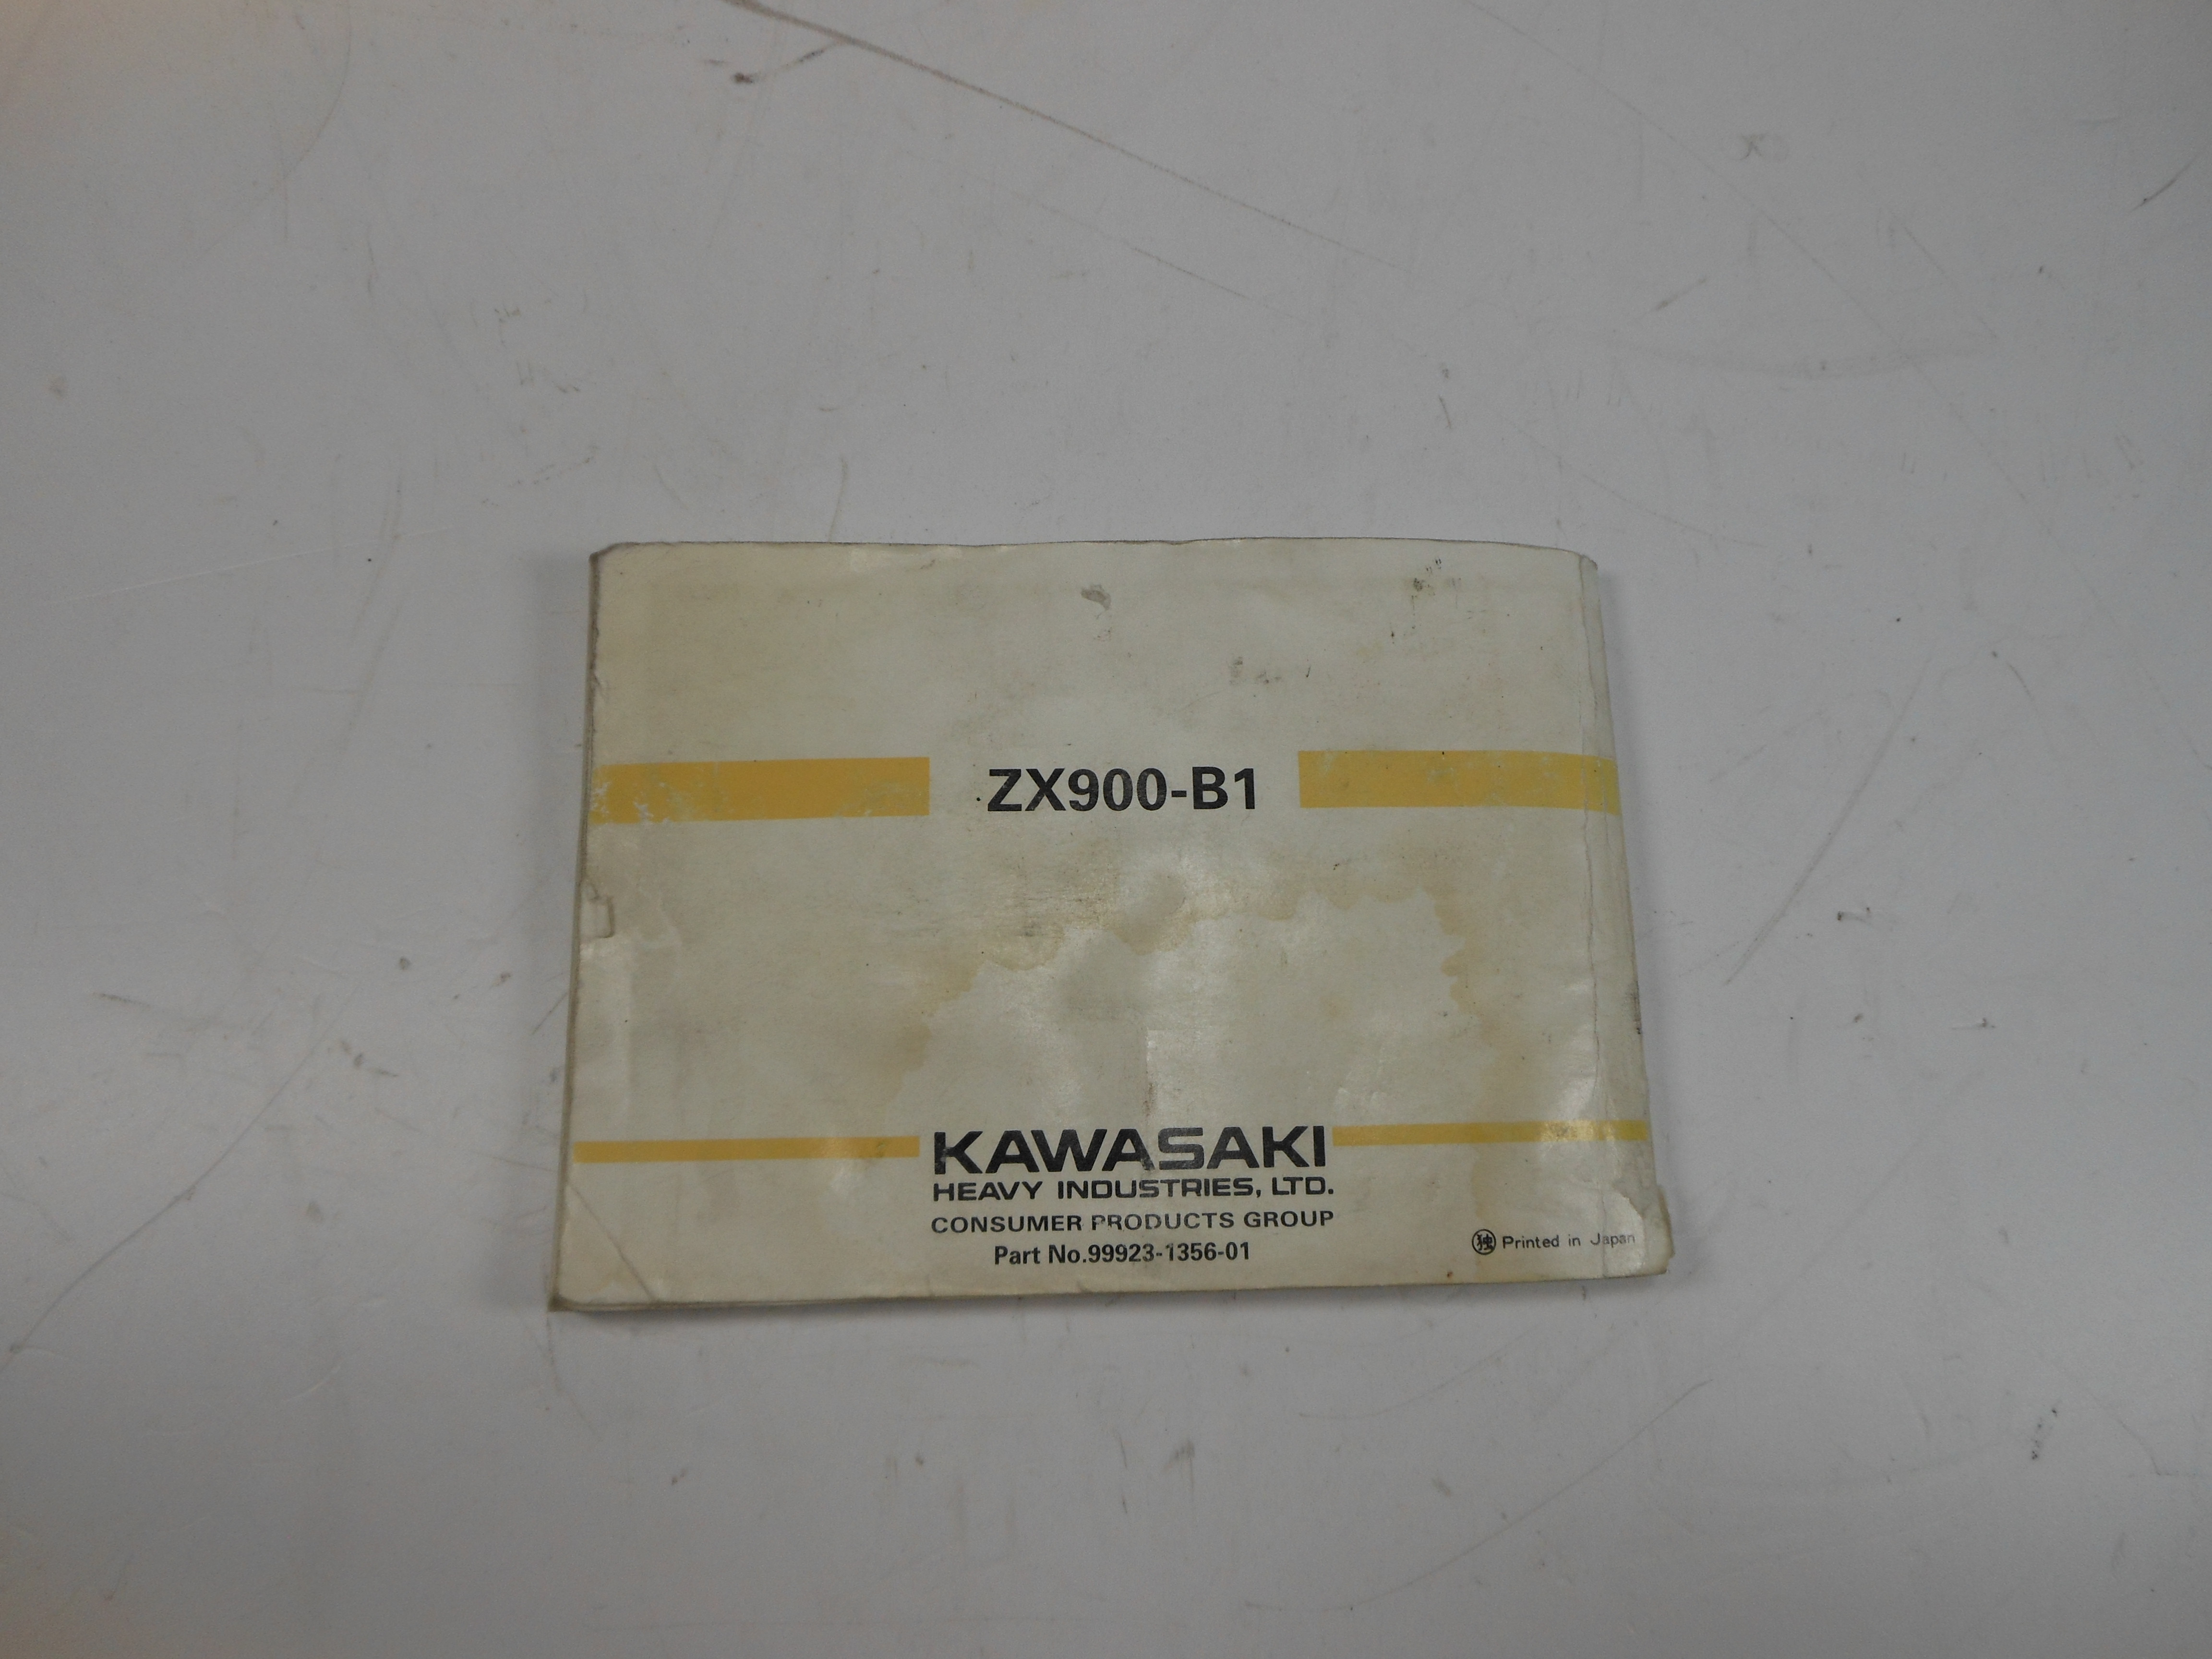 ZX900-B1
KAWASAKI
HEAVY INDUSTRIES, LTD.
CONSUMER PRODUCTS GROUP
Part No.99923-1356-01
独 Printed in Japan